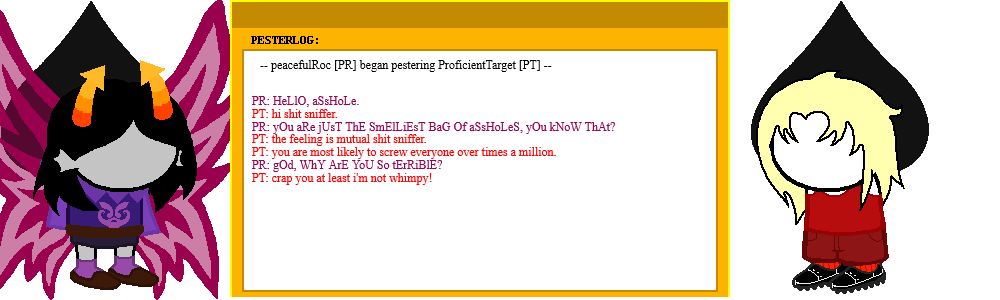 PESTERLOG:
-- peacefulRoc [PR] began pestering ProficientTarget [PT] --
PR: HeLlO, aSsHoLe.
PT: hi shit sniffer.
PR: yOu aRe jUsT ThE SmElLiEsT BaG Of aSsHoLeS, yOu kNoW ThAt?
PT: the feeling is mutual shit sniffer.
PT: you are most likely to screw everyone over times a million.
PR: gOd, WhY ArE YoU So tErRiBlE?
PT: crap you at least i'm not whimpy!